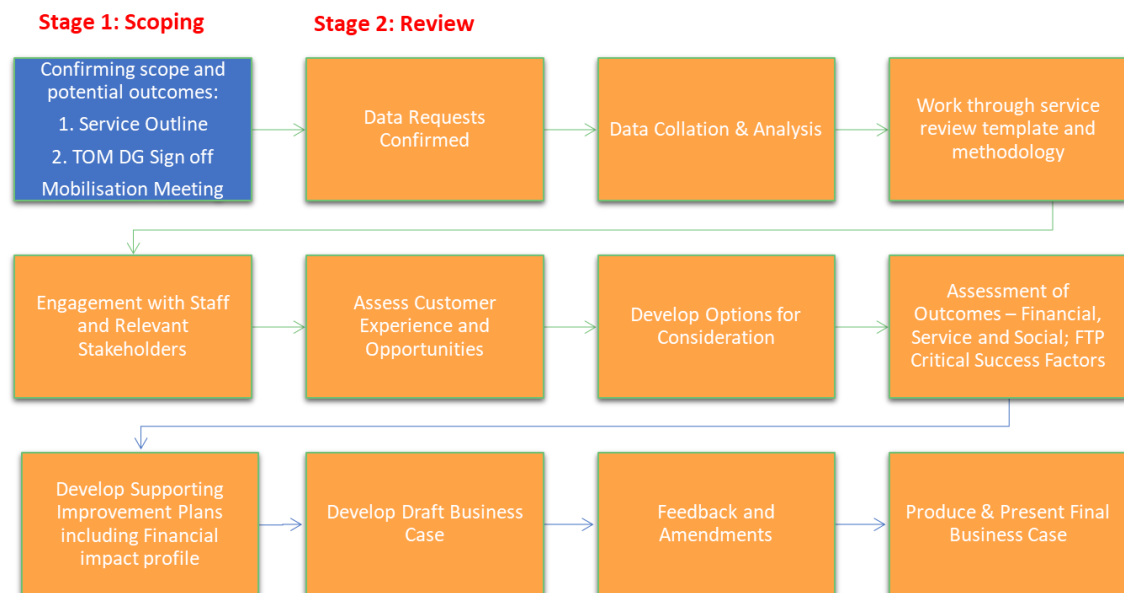 Stage 1: Scoping
Stage 2: Review
Confirming scope and
potential outcomes:
1. Service Outline
2. TOM DG Sign off
Mobilisation Meeting
Data Requests
Confirmed
Data Collation & Analysis
Work through service
review template and
methodology
Engagement with Staff
and Relevant
Stakeholders
Assess Customer
Experience and
Opportunities
Develop Options for
Consideration
Assessment of
Outcomes – Financial,
Service and Social; FTP
Critical Success Factors
Develop Supporting
Improvement Plans
including Financial
impact profile
Develop Draft Business
Case
Feedback and
Amendments
Produce & Present Final
Business Case